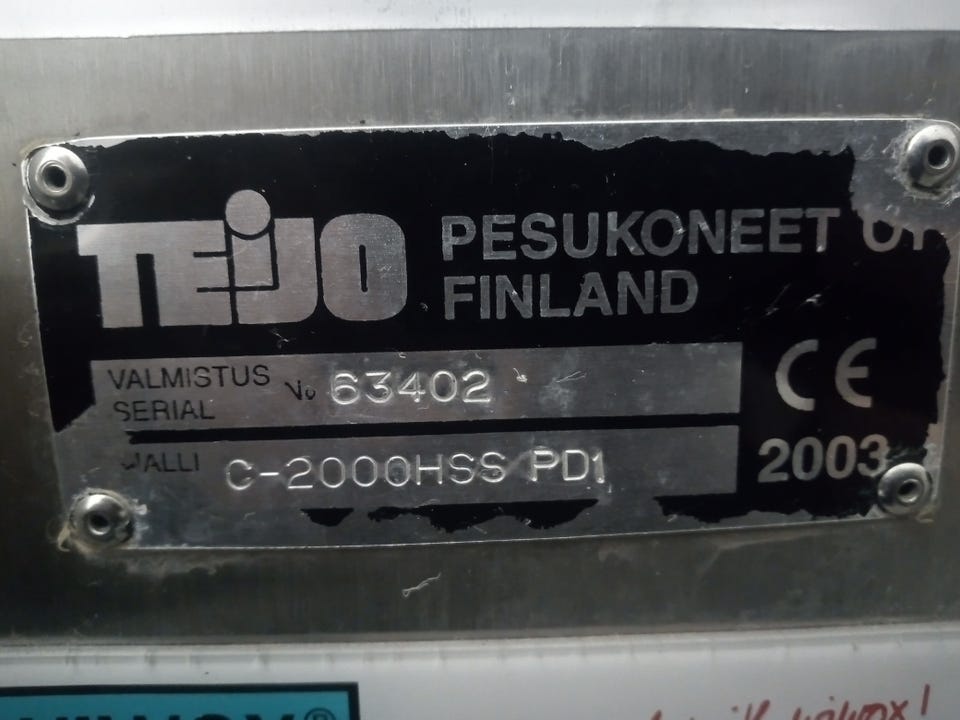 TEIJO PESUKONEET OY
FINLAND
VALMISTUS No 63402
SERIAL
MALLI C-2000HSS PD1
CE
2003